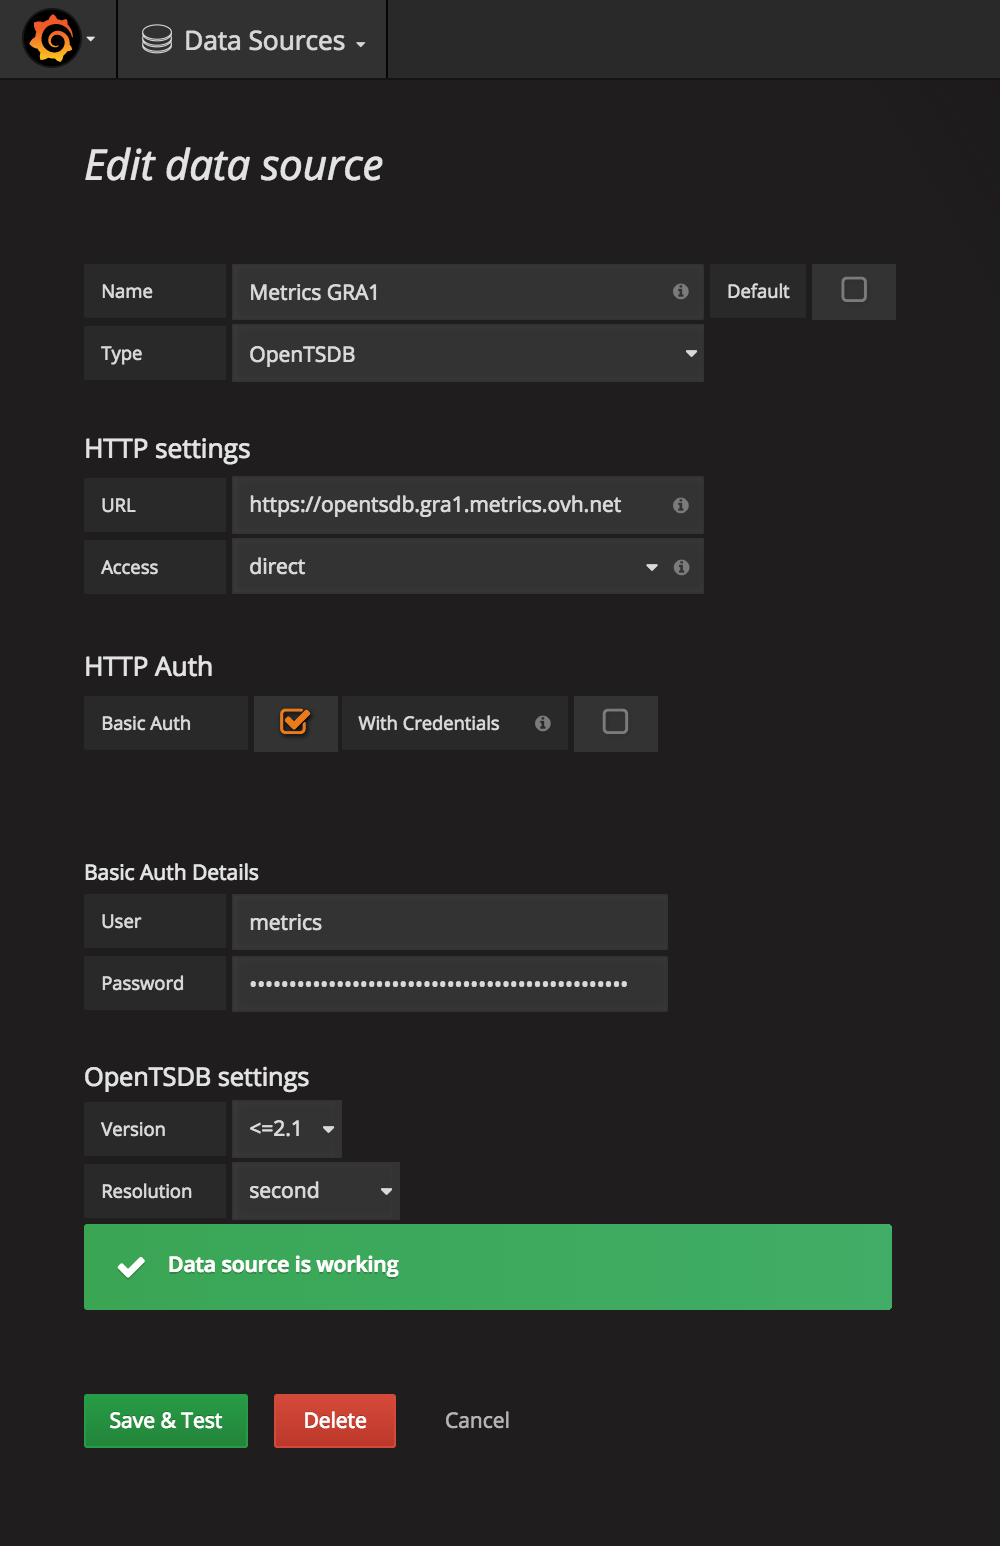 Data Sources
Edit data source
Name Metrics GRA1 Default
Type OpenTSDB
HTTP settings
URL https://opentsdb.gra1.metrics.ovh.net
Access direct
HTTP Auth
Basic Auth With Credentials
Basic Auth Details
User metrics
Password ••••••••••••••••••••••••••••••••••••••••••••••••
OpenTSDB settings
Version <=2.1
Resolution second
Data source is working
Save & Test Delete Cancel